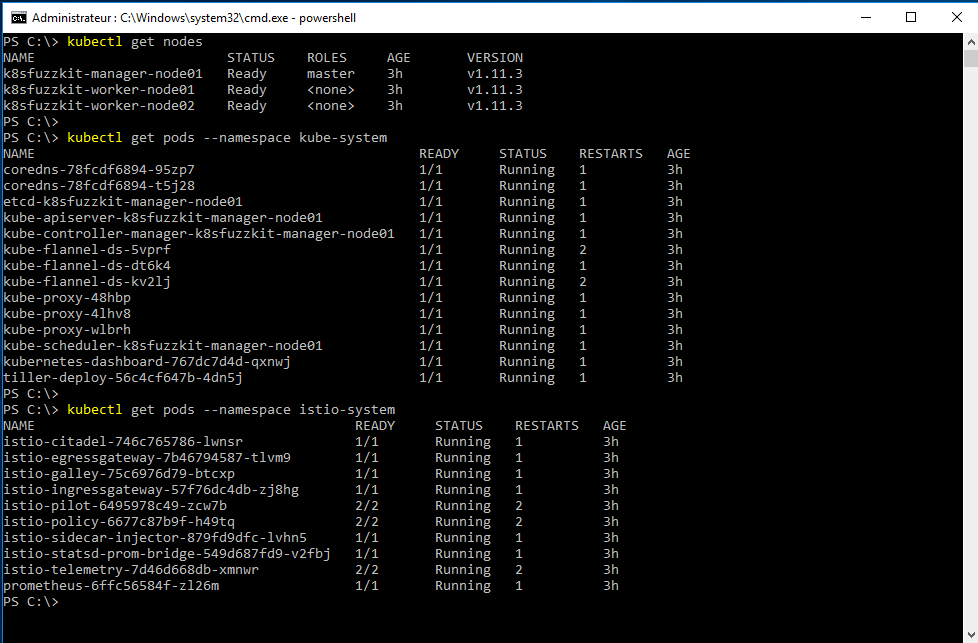 Administrateur : C:\Windows\system32\cmd.exe - powershell
PS C:\> kubectl get nodes
NAME STATUS ROLES AGE VERSION
k8sfuzzkit-manager-node01 Ready master 3h v1.11.3
k8sfuzzkit-worker-node01 Ready <none> 3h v1.11.3
k8sfuzzkit-worker-node02 Ready <none> 3h v1.11.3
PS C:\>
PS C:\> kubectl get pods --namespace kube-system
NAME READY STATUS RESTARTS AGE
coredns-78fcdf6894-95zp7 1/1 Running 1 3h
coredns-78fcdf6894-t5j28 1/1 Running 1 3h
etcd-k8sfuzzkit-manager-node01 1/1 Running 1 3h
kube-apiserver-k8sfuzzkit-manager-node01 1/1 Running 1 3h
kube-controller-manager-k8sfuzzkit-manager-node01 1/1 Running 1 3h
kube-flannel-ds-5vprf 1/1 Running 2 3h
kube-flannel-ds-dt6k4 1/1 Running 1 3h
kube-flannel-ds-kv2lj 1/1 Running 2 3h
kube-proxy-48hbp 1/1 Running 1 3h
kube-proxy-4lhv8 1/1 Running 1 3h
kube-proxy-wlbrh 1/1 Running 1 3h
kube-scheduler-k8sfuzzkit-manager-node01 1/1 Running 1 3h
kubernetes-dashboard-767dc7d4d-qxnwj 1/1 Running 1 3h
tiller-deploy-56c4cf647b-4dn5j 1/1 Running 1 3h
PS C:\>
PS C:\> kubectl get pods --namespace istio-system
NAME READY STATUS RESTARTS AGE
istio-citadel-746c765786-lwnsr 1/1 Running 1 3h
istio-egressgateway-7b46794587-tlvm9 1/1 Running 1 3h
istio-galley-75c6976d79-btcxp 1/1 Running 1 3h
istio-ingressgateway-57f76dc4db-zj8hg 1/1 Running 1 3h
istio-pilot-6495978c49-zcw7b 2/2 Running 2 3h
istio-policy-6677c87b9f-h49tq 2/2 Running 2 3h
istio-sidecar-injector-879fd9dfc-lvhn5 1/1 Running 1 3h
istio-statsd-prom-bridge-549d687fd9-v2fbj 1/1 Running 1 3h
istio-telemetry-7d46d668db-xmnwr 2/2 Running 2 3h
prometheus-6ffc56584f-zl26m 1/1 Running 1 3h
PS C:\>